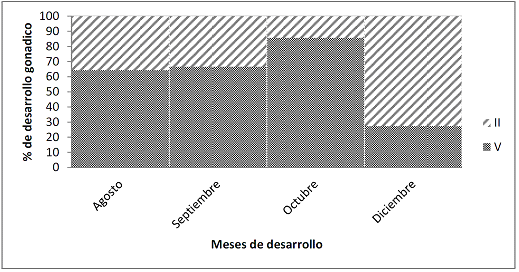 100
90
80
70
60
50
40
30
20
10
0
% de desarrollo gonadico
Agosto
Septiembre
Octubre
Diciembre
Meses de desarrollo
II
V